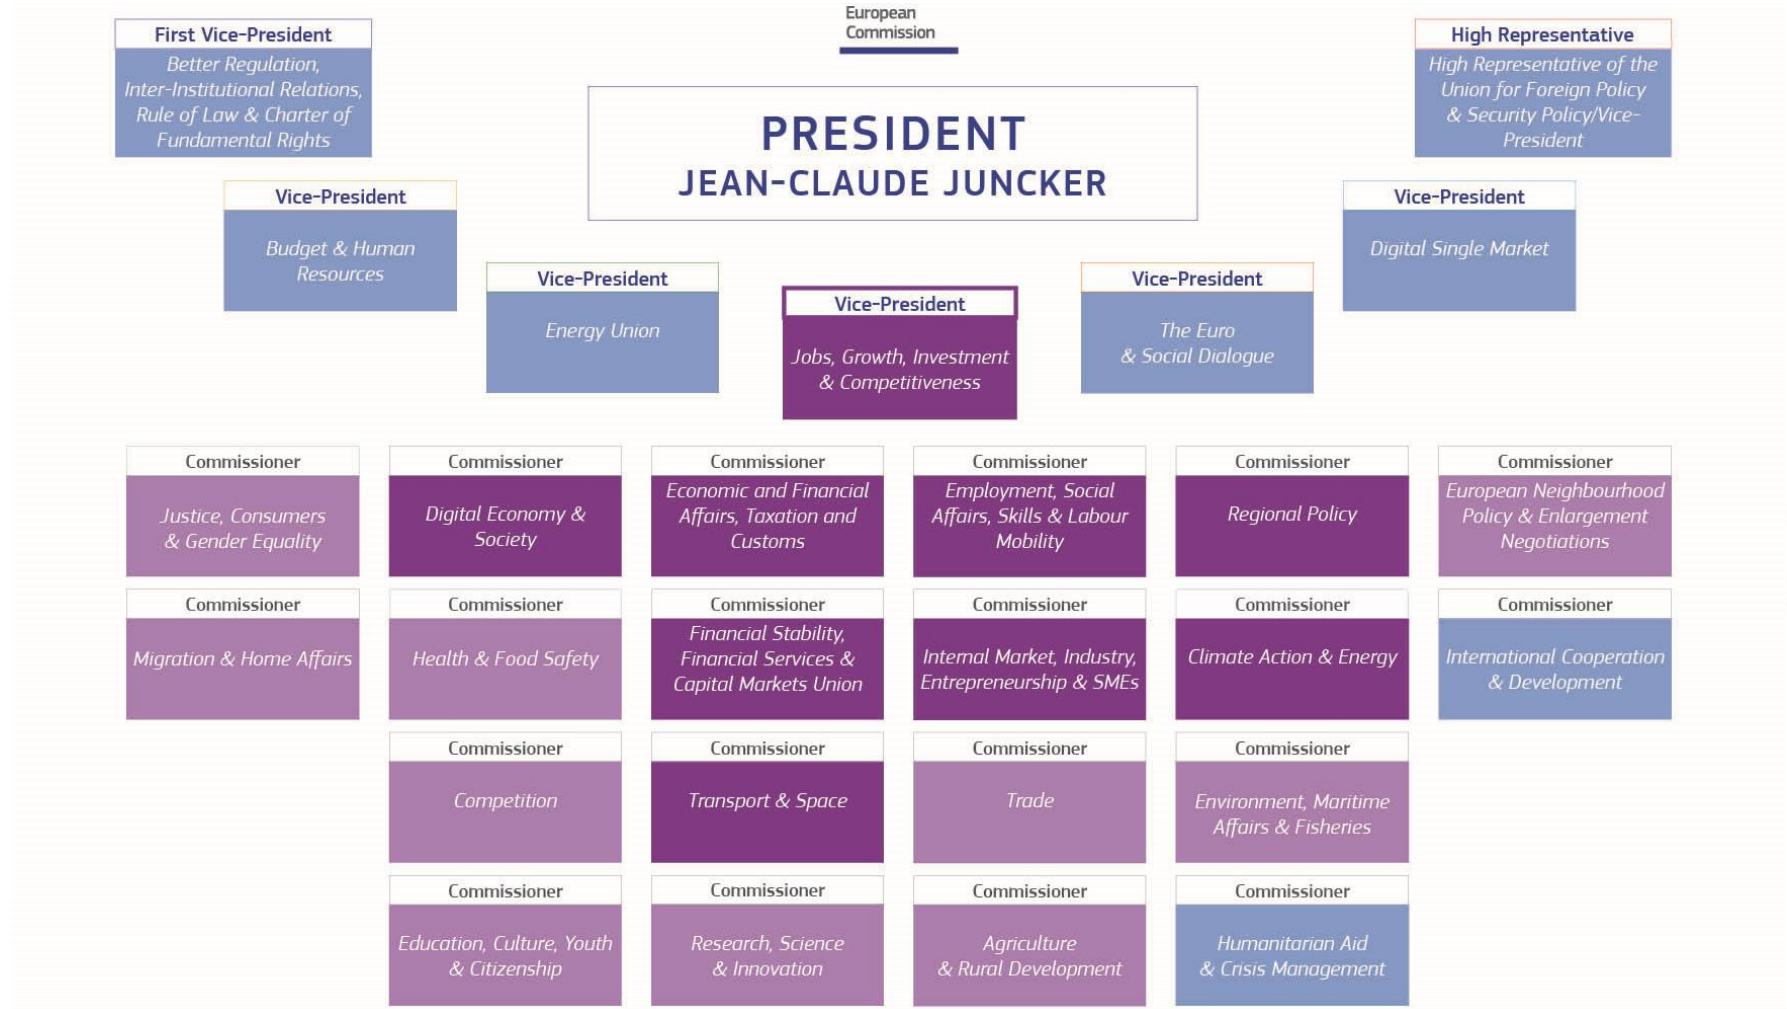 European
Commission
First Vice-President
Better Regulation,
Inter-Institutional Relations,
Rule of Law & Charter of
Fundamental Rights
High Representative
High Representative of the
Union for Foreign Policy
& Security Policy/Vice-
President
PRESIDENT
JEAN-CLAUDE JUNCKER
Vice-President
Budget & Human
Resources
Vice-President
Digital Single Market
Vice-President
Energy Union
Vice-President
Jobs, Growth, Investment
& Competitiveness
Vice-President
The Euro
& Social Dialogue
Commissioner
Justice, Consumers
& Gender Equality
Commissioner
Digital Economy &
Society
Commissioner
Economic and Financial
Affairs, Taxation and
Customs
Commissioner
Employment, Social
Affairs, Skills & Labour
Mobility
Commissioner
Regional Policy
Commissioner
European Neighbourhood
Policy & Enlargement
Negotiations
Commissioner
Migration & Home Affairs
Commissioner
Health & Food Safety
Commissioner
Financial Stability,
Financial Services &
Capital Markets Union
Commissioner
Internal Market, Industry,
Entrepreneurship & SMEs
Commissioner
Climate Action & Energy
Commissioner
International Cooperation
& Development
Commissioner
Competition
Commissioner
Transport & Space
Commissioner
Trade
Commissioner
Environment, Maritime
Affairs & Fisheries
Commissioner
Education, Culture, Youth
& Citizenship
Commissioner
Research, Science
& Innovation
Commissioner
Agriculture
& Rural Development
Commissioner
Humanitarian Aid
& Crisis Management